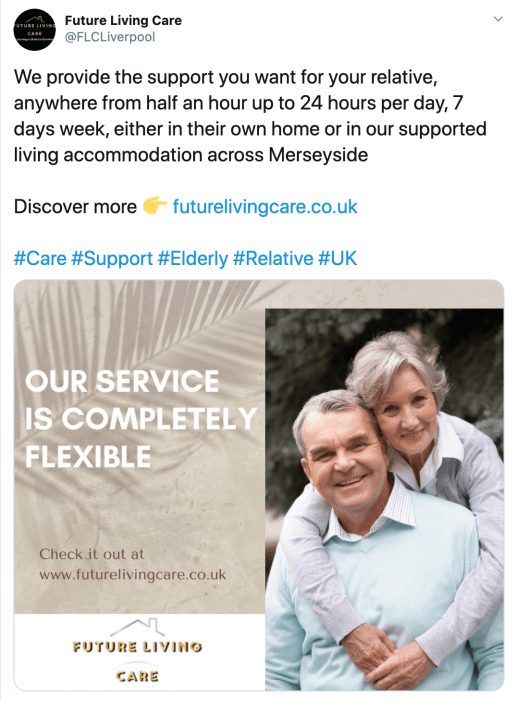 Future Living Care
@FLCLiverpool
We provide the support you want for your relative,
anywhere from half an hour up to 24 hours per day, 7
days week, either in their own home or in our supported
living accommodation across Merseyside
Discover more 👉 futurelivingcare.co.uk
#Care #Support #Elderly #Relative #UK
OUR SERVICE
IS COMPLETELY
FLEXIBLE
Check it out at
www.futurelivingcare.co.uk
FUTURE LIVING
CARE